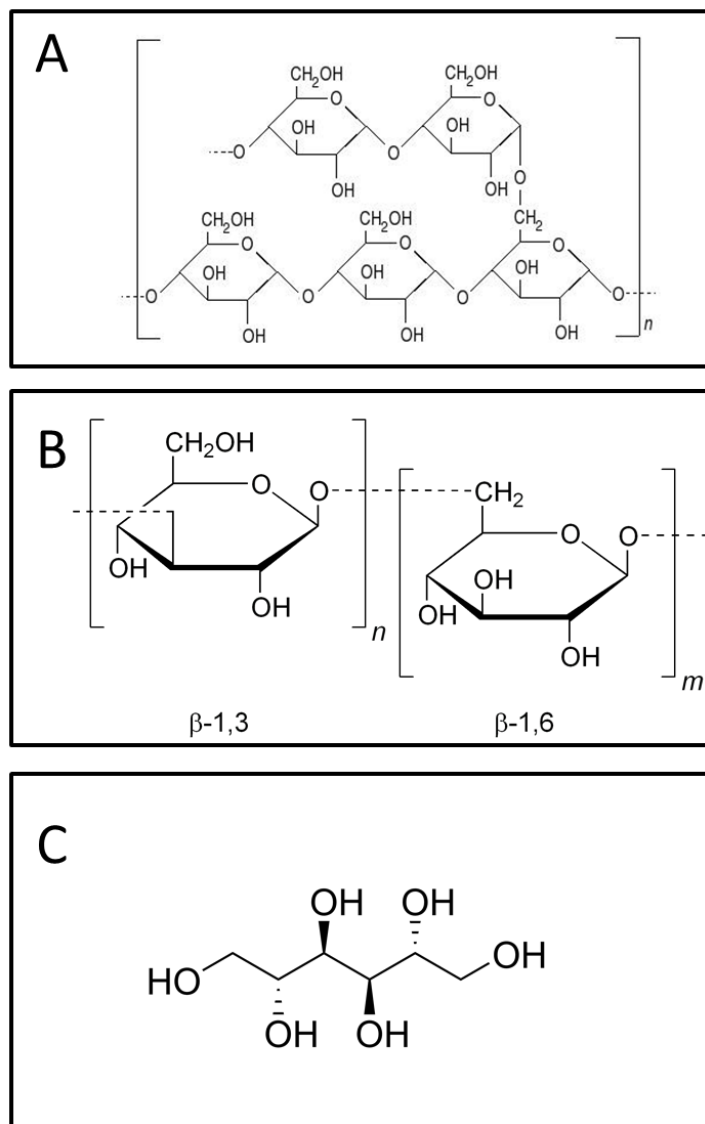 A
CH2OH CH2OH
O O
OH OH
O O
OH OH O
CH2OH CH2OH CH2
O O O
OH OH OH
O O O O
OH OH OH
n
B
CH2OH
O O CH2
O O
OH OH
OH OH
OH
n
m
β-1,3 β-1,6
C
OH OH
OH
HO
OH OH